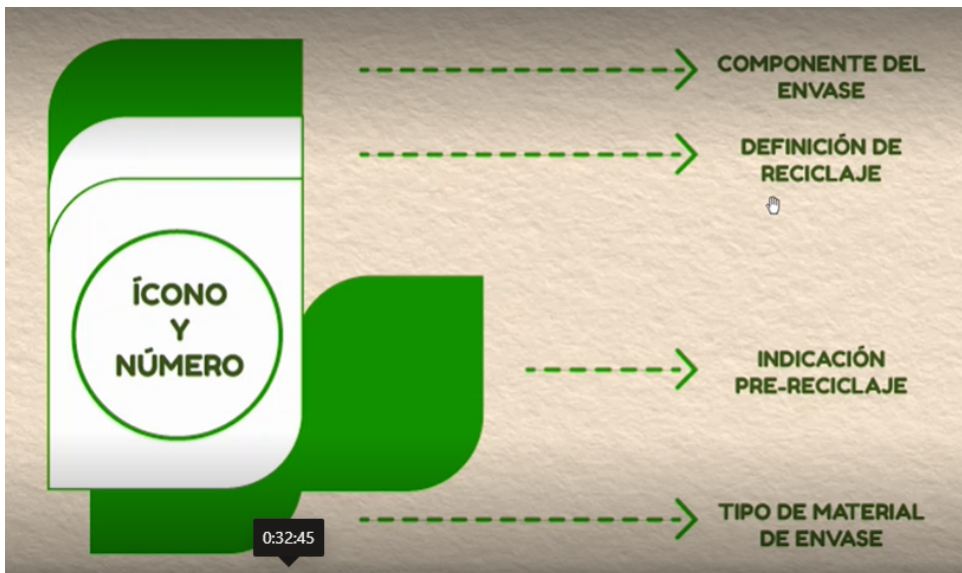 COMPONENTE DEL
ENVASE
DEFINICIÓN DE
RECICLAJE
ÍCONO
Y
NÚMERO
INDICACIÓN
PRE-RECICLAJE
TIPO DE MATERIAL
DE ENVASE
0:32:45